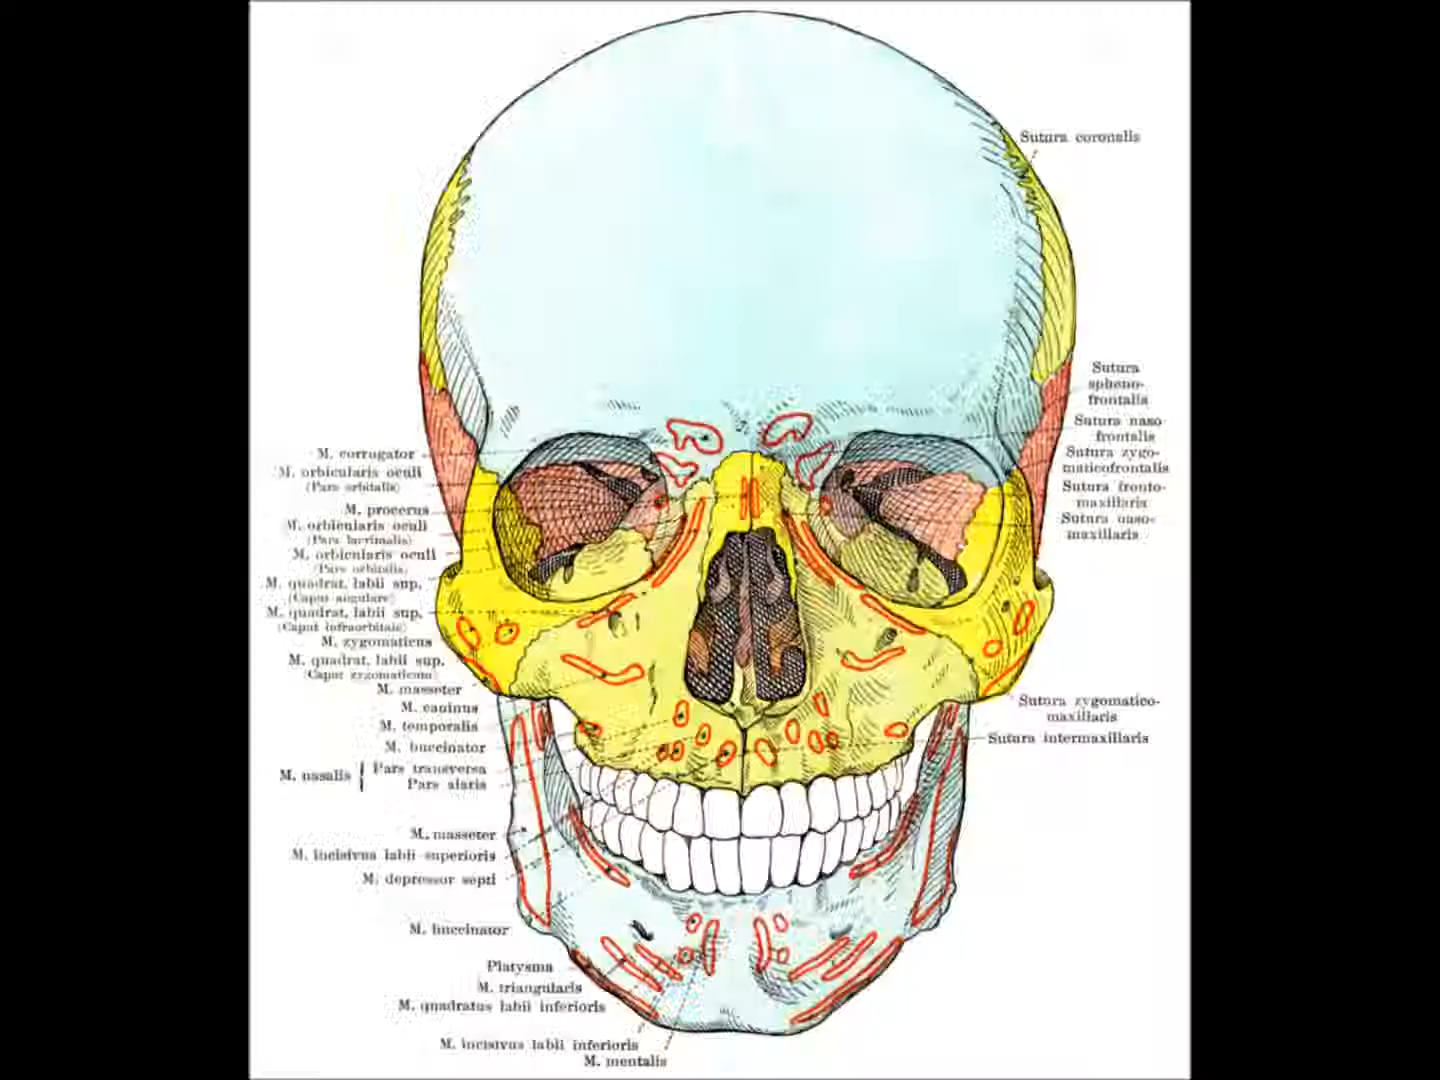 Sutura coronalis
Sutura
spheno-
frontalis
Sutura naso
frontalis
Sutura zygo-
maticofrontalis
Sutura fronto-
maxillaris
Sutura naso-
maxillaris
Sutura zygomatico-
maxillaris
Sutura intermaxillaris
M. corrugator
M. orbicularis oculi
(Pars orbitalis)
M. procerus
M. orbicularis oculi
(Pars lacrimalis)
M. orbicularis oculi
(Pars orbitalis)
M. quadrat. labii sup.
(Caput angulare)
M. quadrat. labii sup.
(Caput infraorbitale)
M. zygomaticus
M. quadrat. labii sup.
(Caput zygomaticum)
M. masseter
M. caninus
M. temporalis
M. buccinator
M. nasalis { Pars transversa
Pars alaris
M. masseter
M. incisivus labii superioris
M. depressor septi
M. buccinator
Platysma
M. triangularis
M. quadratus labii inferioris
M. incisivus labii inferioris
M. mentalis